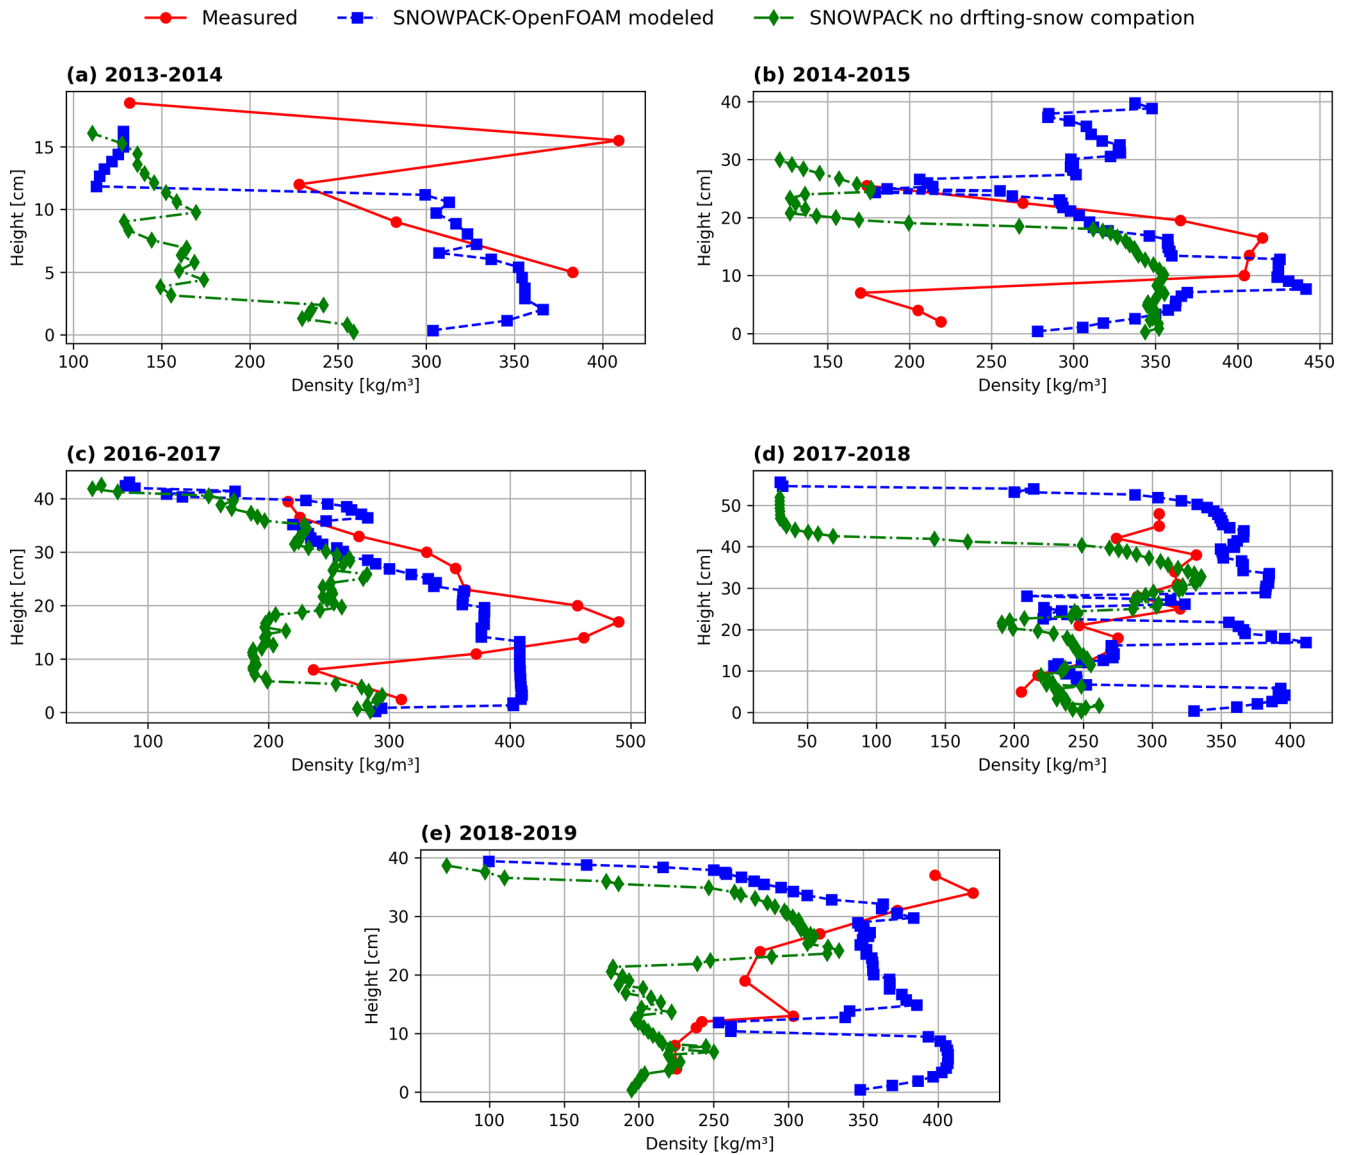 Measured SNOWPACK-OpenFOAM modeled SNOWPACK no drfting-snow compation
(a) 2013-2014
Height [cm]
15
10
5
0
100 150 200 250 300 350 400
Density [kg/m³]
(b) 2014-2015
Height [cm]
40
30
20
10
0
150 200 250 300 350 400 450
Density [kg/m³]
(c) 2016-2017
Height [cm]
40
30
20
10
0
100 200 300 400 500
Density [kg/m³]
(d) 2017-2018
Height [cm]
50
40
30
20
10
0
50 100 150 200 250 300 350 400
Density [kg/m³]
(e) 2018-2019
Height [cm]
40
30
20
10
0
100 150 200 250 300 350 400
Density [kg/m³]